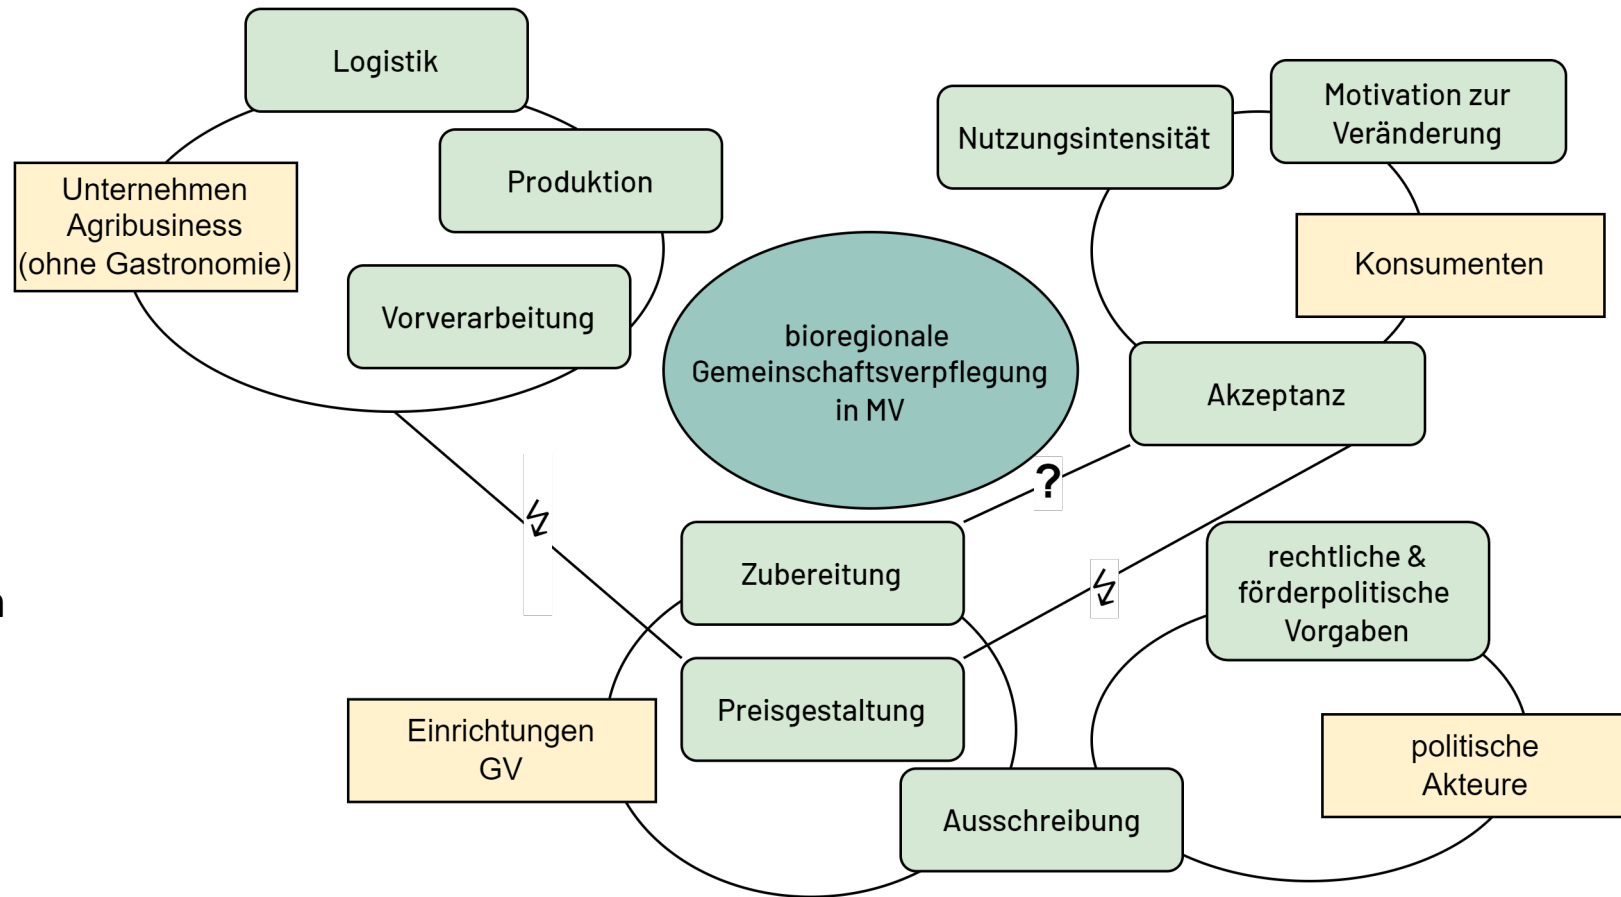 Logistik
Produktion
Unternehmen
Agribusiness
(ohne Gastronomie)
Vorverarbeitung
Nutzungsintensität
Motivation zur
Veränderung
Konsumenten
Akzeptanz
bioregionale
Gemeinschaftsverpflegung
in MV
?
Zubereitung
Preisgestaltung
Einrichtungen
GV
Ausschreibung
rechtliche &
förderpolitische
Vorgaben
politische
Akteure